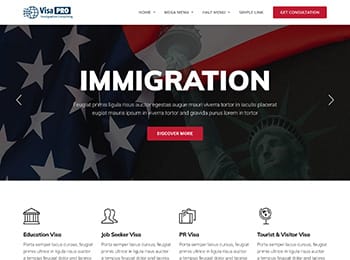 Visa PRO
Immigration Consulting
HOME
MEGA MENU
HALF MENU
SIMPLE LINK
GET CONSULTATION
IMMIGRATION
Feugiat primis ligula risus auctor egestas augue mauri viverra tortor in iaculis placerat
eugiat mauris ipsum in viverra tortor and gravida purus lorem in tortor
DISCOVER MORE
Education Visa
Job Seeker Visa
PR Visa
Tourist & Visitor Visa
Porta semper lacus cursus, feugiat
primis ultrice in ligula risus auctor
a tempus feugiat dolor and lacinia
Porta semper lacus cursus, feugiat
primis ultrice in ligula risus auctor
a tempus feugiat dolor and lacinia
Porta semper lacus cursus, feugiat
primis ultrice in ligula risus auctor
a tempus feugiat dolor and lacinia
Porta semper lacus cursus, feugiat
primis ultrice in ligula risus auctor
a tempus feugiat dolor and lacinia